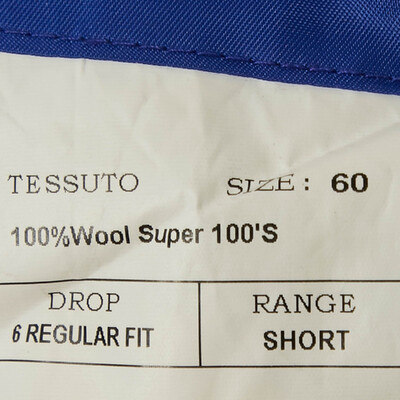 TESSUTO SIZE: 60
100%Wool Super 100'S
DROP RANGE
6 REGULAR FIT SHORT